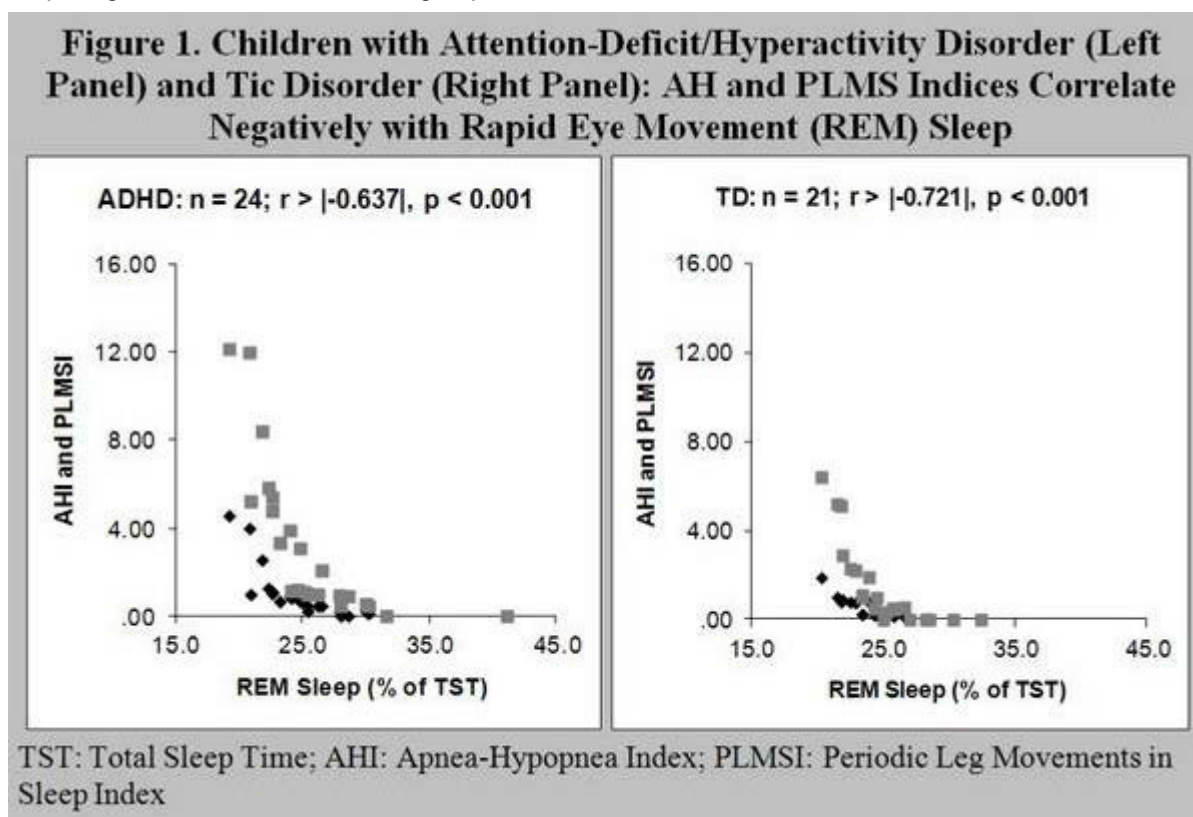 Figure 1. Children with Attention-Deficit/Hyperactivity Disorder (Left
Panel) and Tic Disorder (Right Panel): AH and PLMS Indices Correlate
Negatively with Rapid Eye Movement (REM) Sleep
ADHD: n = 24; r > |-0.637|, p < 0.001
16.00
12.00
8.00
4.00
.00
15.0
25.0
35.0
45.0
AHI and PLMSI
REM Sleep (% of TST)
TD: n = 21; r > |-0.721|, p < 0.001
16.00
12.00
8.00
4.00
.00
15.0
25.0
35.0
45.0
AHI and PLMSI
REM Sleep (% of TST)
TST: Total Sleep Time; AHI: Apnea-Hypopnea Index; PLMSI: Periodic Leg Movements in
Sleep Index